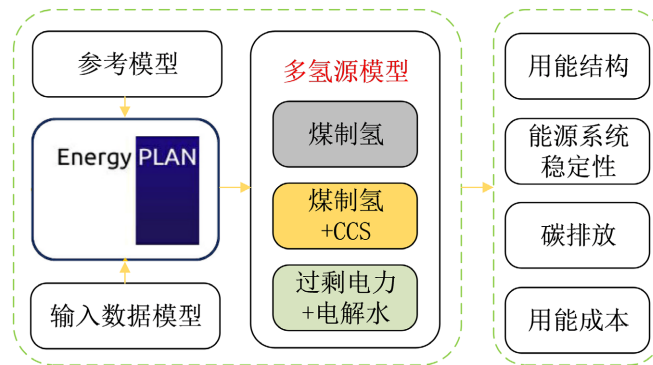 参考模型
Energy PLAN
输入数据模型
多氢源模型
煤制氢
煤制氢
+CCS
过剩电力
+电解水
用能结构
能源系统
稳定性
碳排放
用能成本